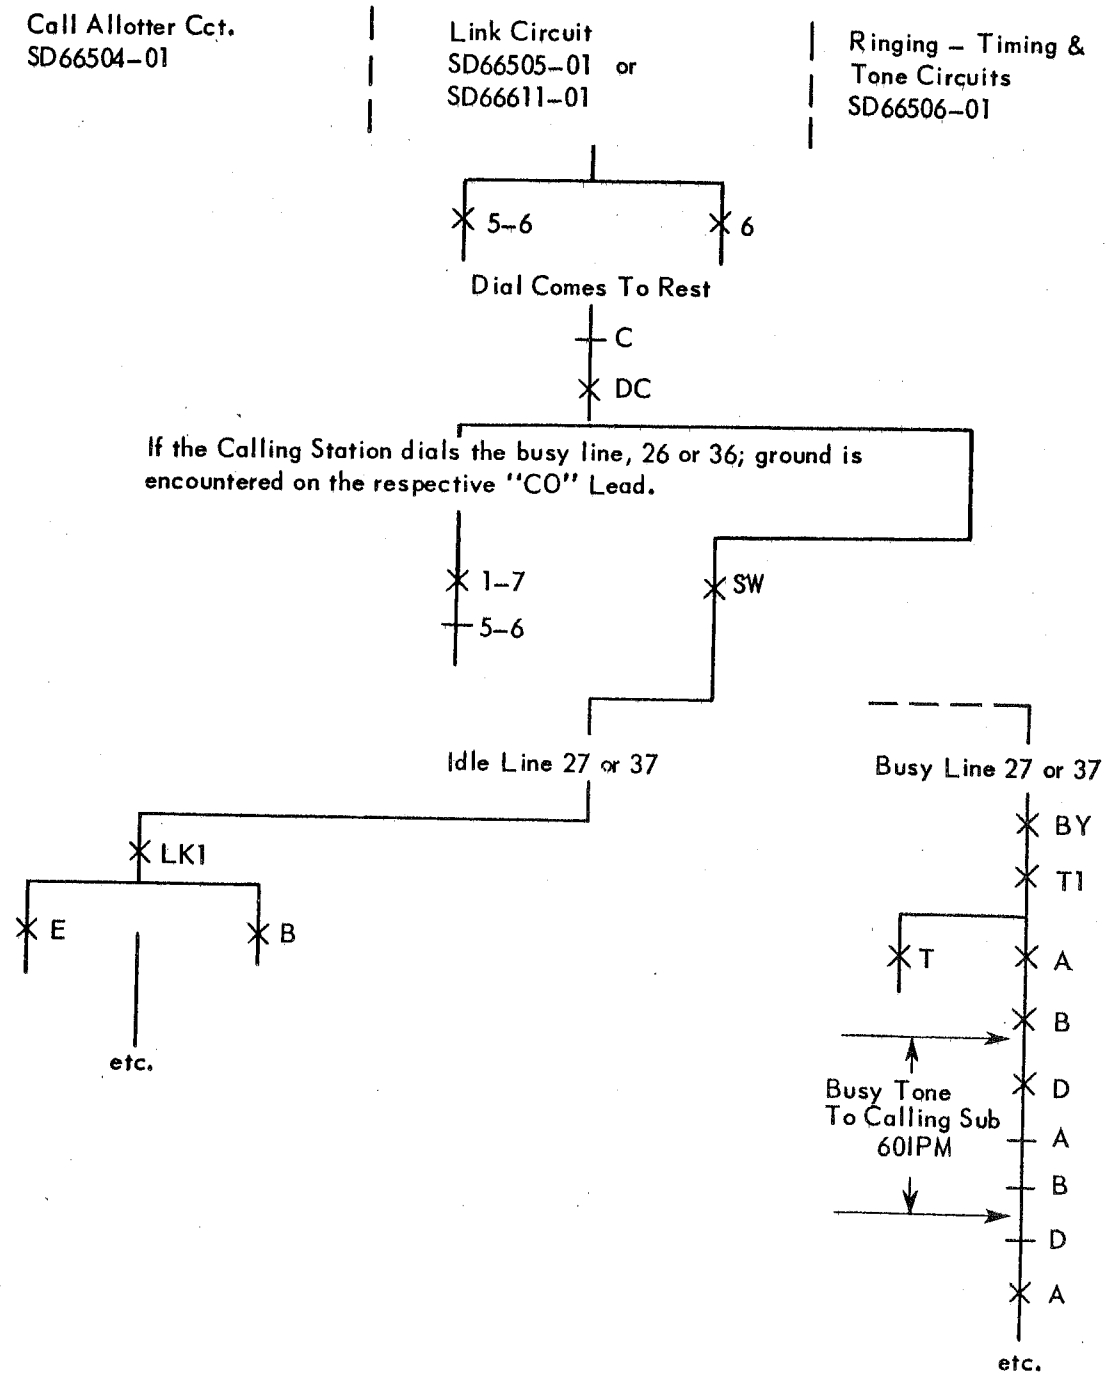 Call Allotter Cct.
SD66504-01
Link Circuit
SD66505-01 or
SD66611-01
Ringing - Timing &
Tone Circuits
SD66506-01
5-6
6
Dial Comes To Rest
C
DC
If the Calling Station dials the busy line, 26 or 36; ground is
encountered on the respective "CO" Lead.
1-7
5-6
SW
Idle Line 27 or 37
Busy Line 27 or 37
LK1
E
B
etc.
BY
T1
T
A
B
Busy Tone
To Calling Sub
60IPM
D
A
B
D
A
etc.